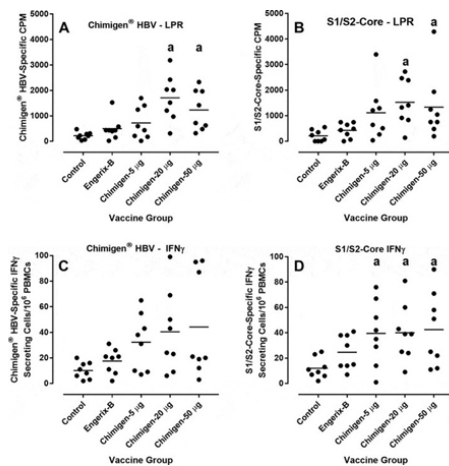 A
Chimigen® HBV - LPR
Chimigen® HBV-Specific CPM
5000
4000
3000
2000
1000
0
a
a
Control
Engerix-B
Chimigen-5 µg
Chimigen-20 µg
Chimigen-50 µg
Vaccine Group
B
S1/S2-Core - LPR
S1/S2-Core-Specific CPM
5000
4000
3000
2000
1000
0
a
a
Control
Engerix-B
Chimigen-5 µg
Chimigen-20 µg
Chimigen-50 µg
Vaccine Group
C
Chimigen® HBV - IFNγ
Chimigen® HBV-Specific IFNγ
Secreting Cells/10⁶ PBMCs
100
80
60
40
20
0
Control
Engerix-B
Chimigen-5 µg
Chimigen-20 µg
Chimigen-50 µg
Vaccine Group
D
S1/S2-Core IFNγ
S1/S2-Core-Specific IFNγ
Secreting Cells/10⁶ PBMCs
100
80
60
40
20
0
a
a
a
Control
Engerix-B
Chimigen-5 µg
Chimigen-20 µg
Chimigen-50 µg
Vaccine Group